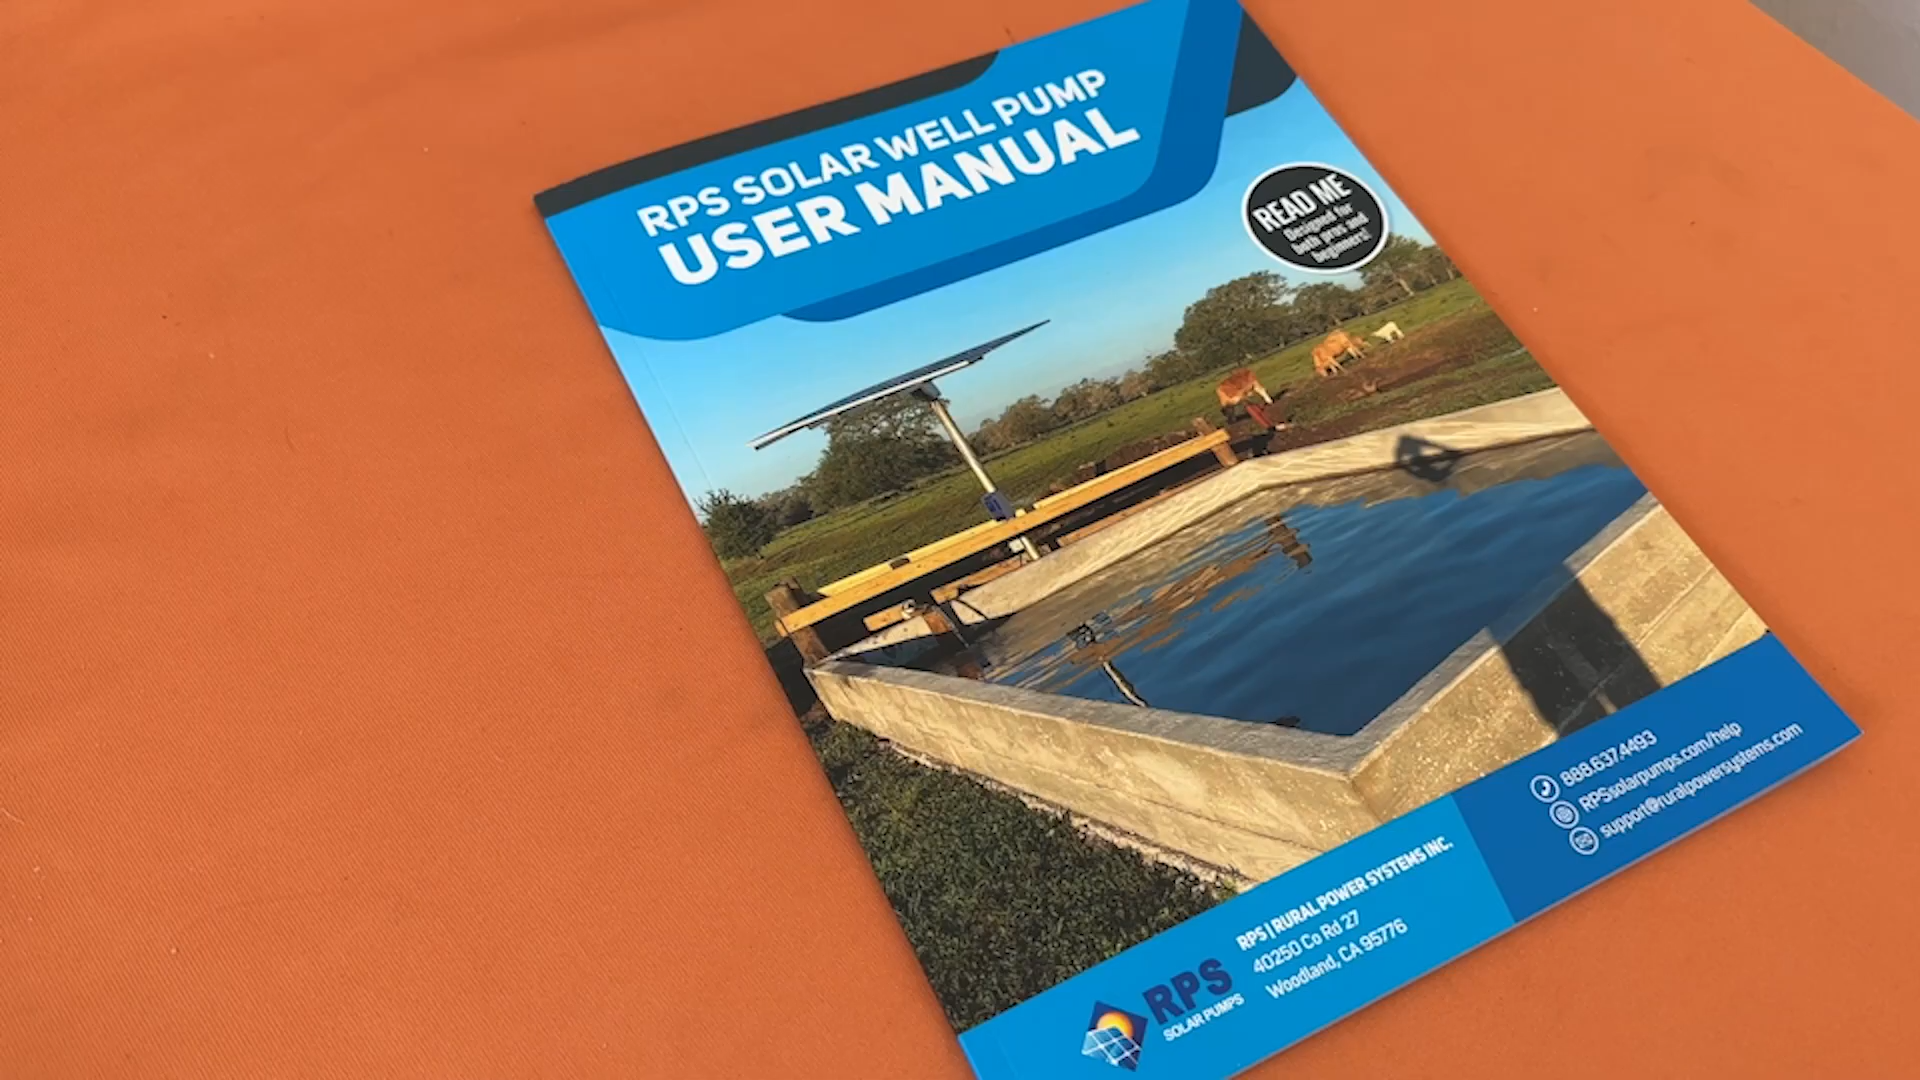 RPS SOLAR WELL PUMP
USER MANUAL
READ ME
Designed for
both pros and
beginners!
888.637.4493
RPSsolarpumps.com/help
support@ruralpowersystems.com
RPS | RURAL POWER SYSTEMS INC.
40250 Co Rd 27
Woodland, CA 95776
RPS
SOLAR PUMPS